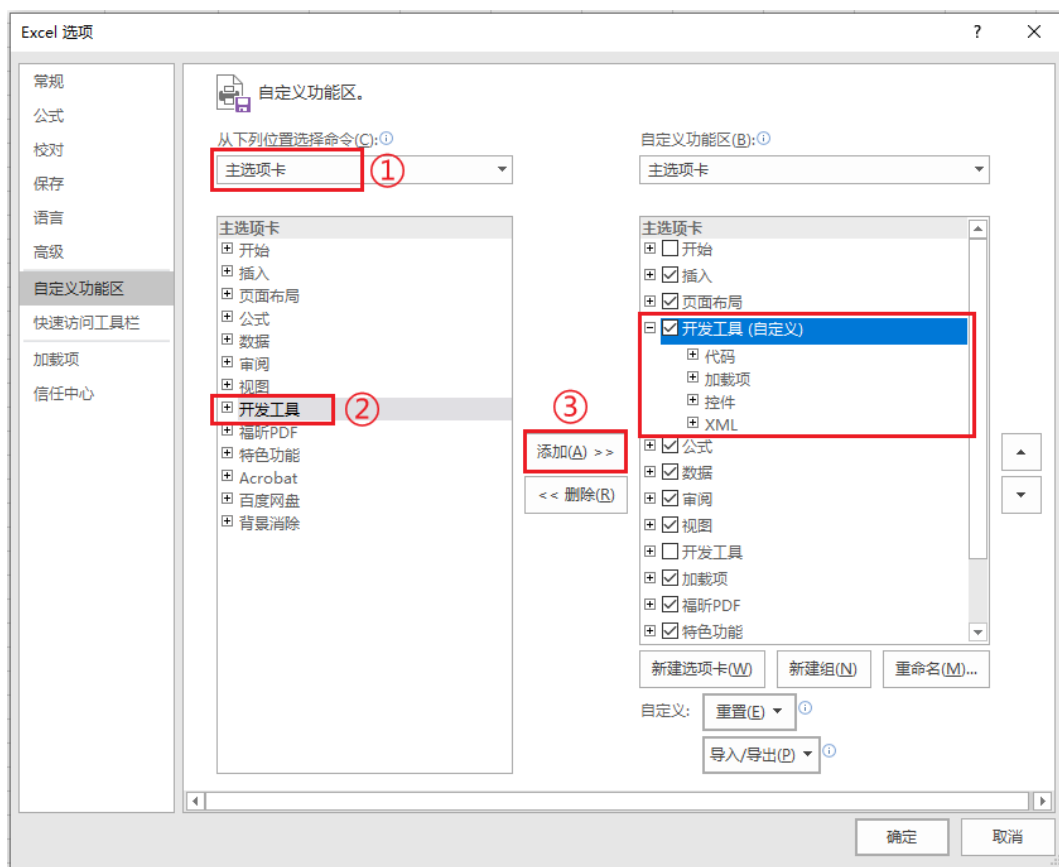 Excel 选项
?
常规
公式
校对
保存
语言
高级
自定义功能区
快速访问工具栏
加载项
信任中心
自定义功能区。
从下列位置选择命令(C):
主选项卡
①
主选项卡
开始
插入
页面布局
公式
数据
审阅
视图
开发工具
②
福昕PDF
特色功能
Acrobat
百度网盘
背景消除
③
添加(A) >>
<< 删除(R)
自定义功能区(B):
主选项卡
主选项卡
开始
插入
页面布局
开发工具 (自定义)
代码
加载项
控件
XML
公式
数据
审阅
视图
开发工具
加载项
福昕PDF
特色功能
新建选项卡(W)
新建组(N)
重命名(M)...
自定义:
重置(E)
导入/导出(P)
确定
取消